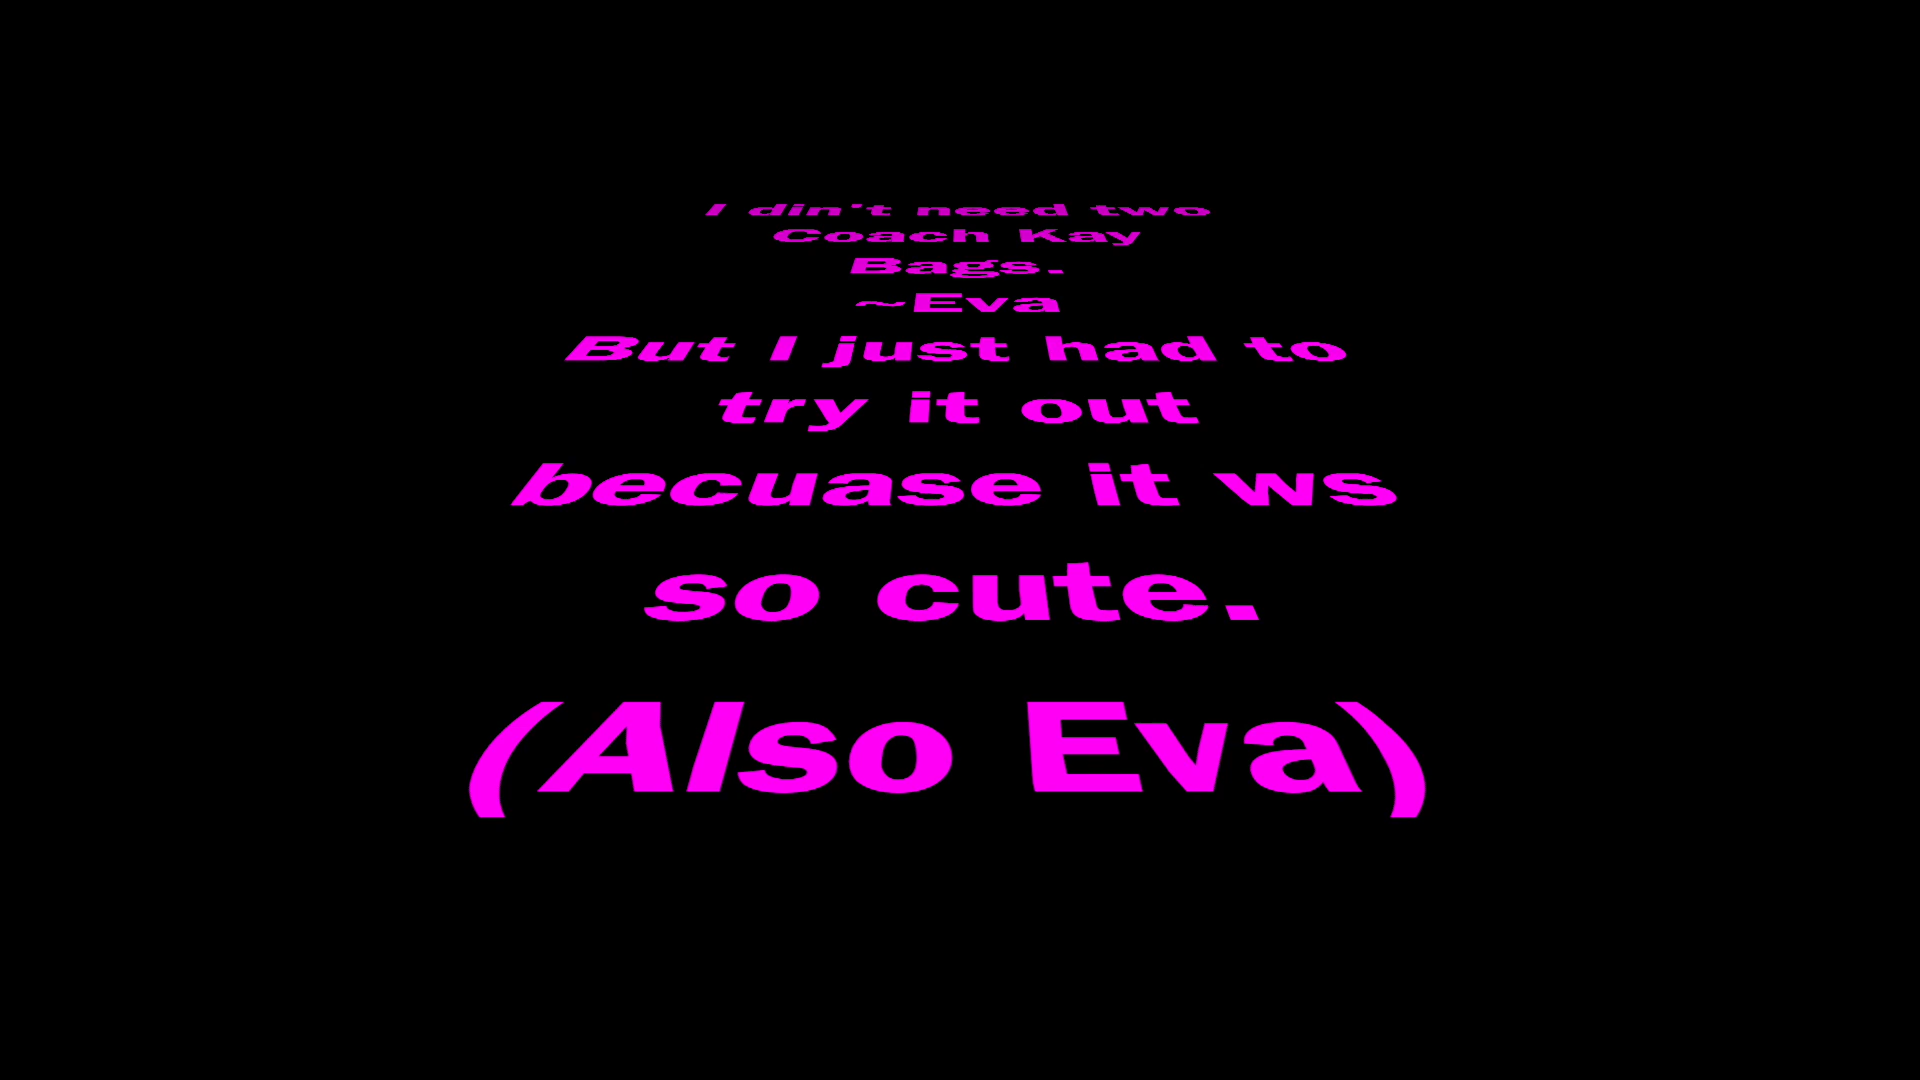 I din't need two
Coach Kay
Bags.
~Eva
But I just had to
try it out
becuase it ws
so cute.
(Also Eva)